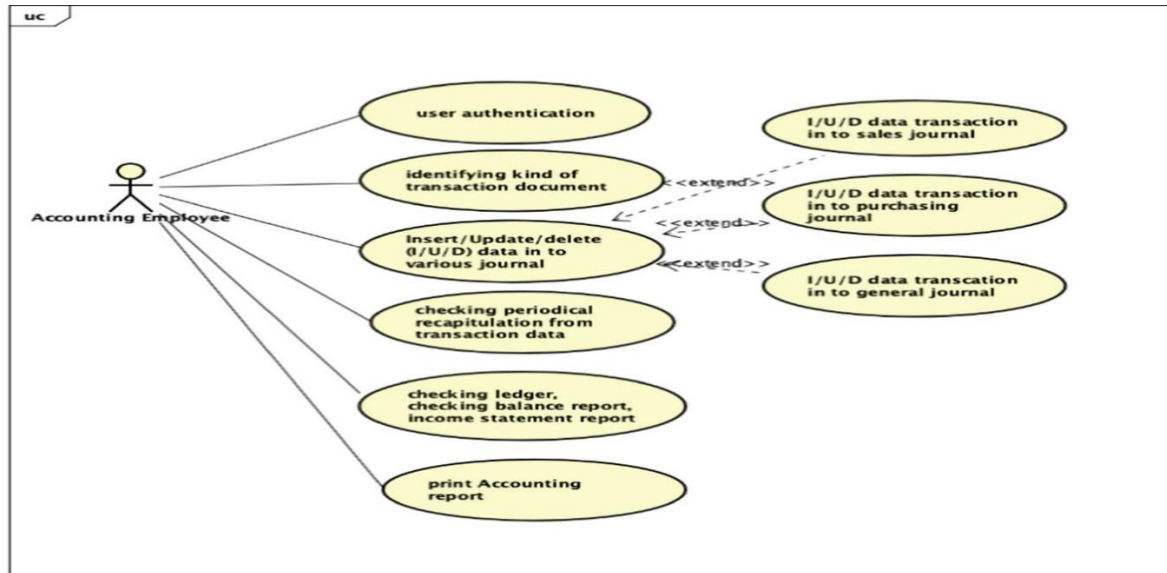 uc
Accounting Employee
user authentication
identifying kind of
transaction document
Insert/Update/delete
(I/U/D) data in to
various journal
checking periodical
recapitulation from
transaction data
checking ledger,
checking balance report,
income statement report
print Accounting
report
<<extend>>
<<extend>>
<<extend>>
I/U/D data transaction
in to sales journal
I/U/D data transaction
in to purchasing
journal
I/U/D data transcation
in to general journal